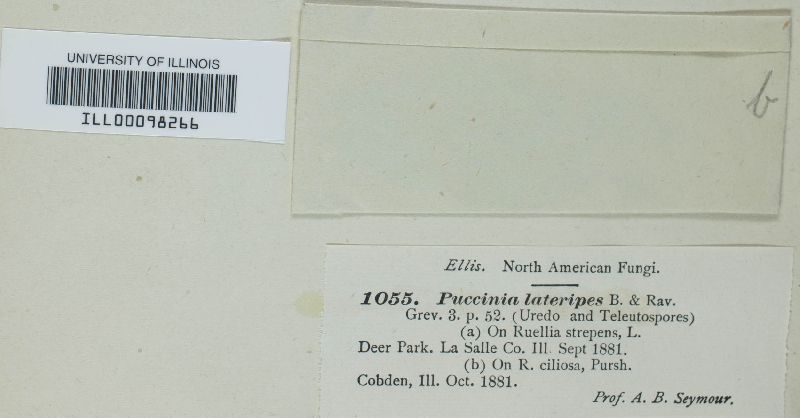 UNIVERSITY OF ILLINOIS
ILL00098266
b
Ellis. North American Fungi.
1055. Puccinia lateripes B. & Rav.
Grev. 3. p. 52. (Uredo and Teleutospores)
(a) On Ruellia strepens, L.
Deer Park. La Salle Co. Ill. Sept 1881.
(b) On R. ciliosa, Pursh.
Cobden, Ill. Oct. 1881.
Prof. A. B. Seymour.